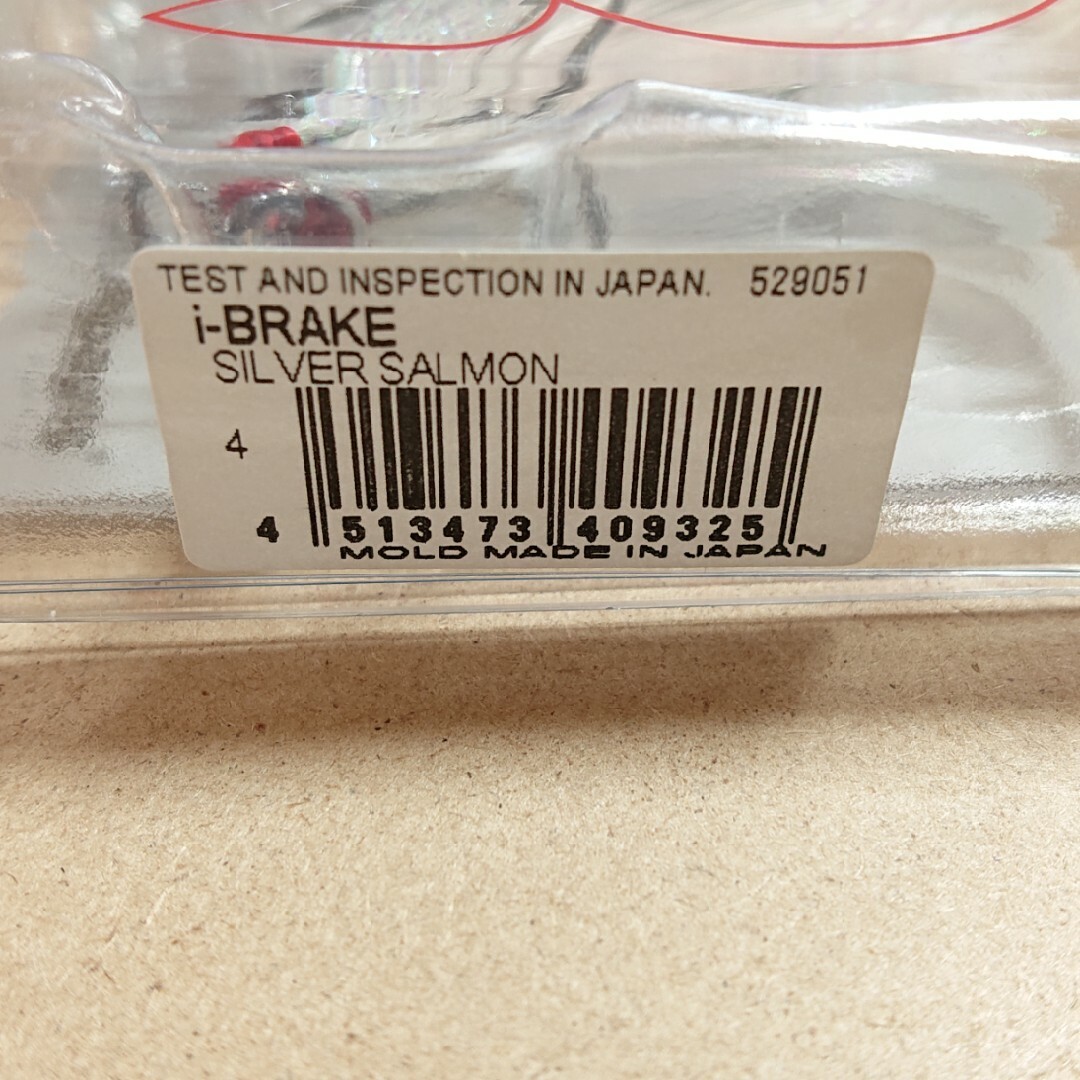 TEST AND INSPECTION IN JAPAN. 529051
i-BRAKE
SILVER SALMON
4
4 513473 409325
MOLD MADE IN JAPAN